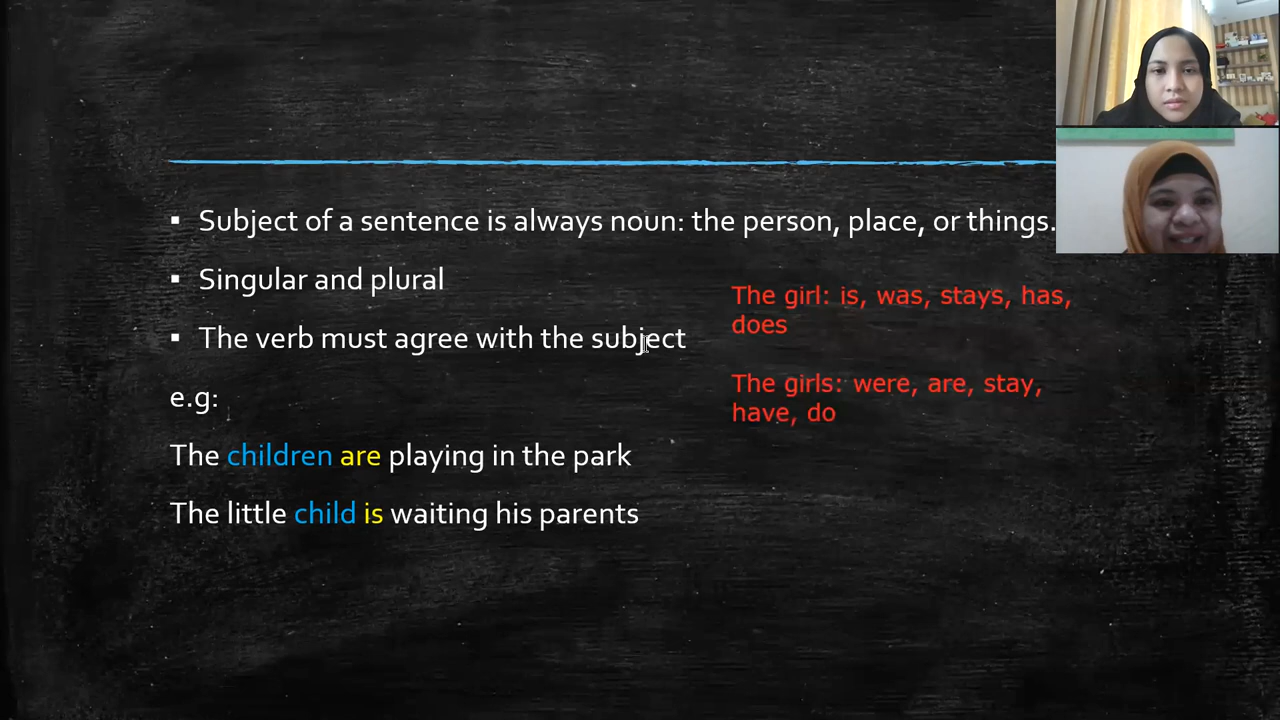 Subject of a sentence is always noun: the person, place, or things.
Singular and plural
The verb must agree with the subject
e.g:
The children are playing in the park
The little child is waiting his parents
The girl: is, was, stays, has,
does
The girls: were, are, stay,
have, do